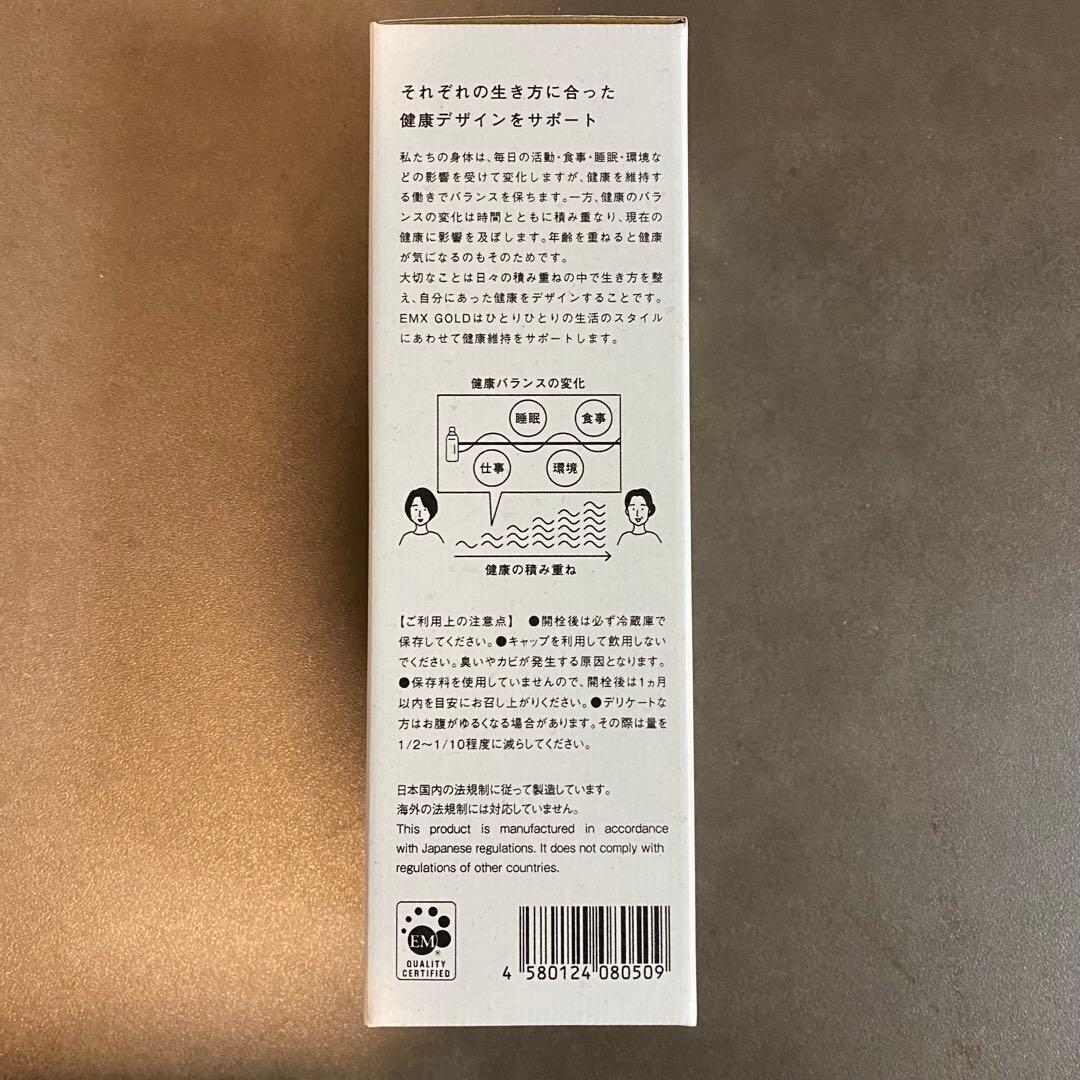 それぞれの生き方に合った
健康デザインをサポート
私たちの身体は、毎日の活動・食事・睡眠・環境な
どの影響を受けて変化しますが、健康を維持す
る働きでバランスを保ちます。一方、健康のバラ
ンスの変化は時間とともに積み重なり、現在の
健康に影響を及ぼします。年齢を重ねると健康
が気になるのもそのためです。
大切なことは日々の積み重ねの中で生き方を整
え、自分にあった健康をデザインすることです。
EMX GOLDはひとりひとりの生活のスタイル
にあわせて健康維持をサポートします。
健康バランスの変化
睡眠 食事
仕事 環境
健康の積み重ね
【ご利用上の注意点】 ●開栓後は必ず冷蔵庫で
保存してください。●キャップを利用して飲用しない
でください。臭いやカビが発生する原因となります。
●保存料を使用していませんので、開栓後は1ヵ月
以内を目安にお召し上がりください。●デリケートな
方はお腹がゆるくなる場合があります。その際は量を
1/2〜1/10程度に減らしてください。
日本国内の法規制に従って製造しています。
海外の法規制には対応していません。
This product is manufactured in accordance
with Japanese regulations. It does not comply with
regulations of other countries.
EM®
QUALITY
CERTIFIED
4 580124 080509